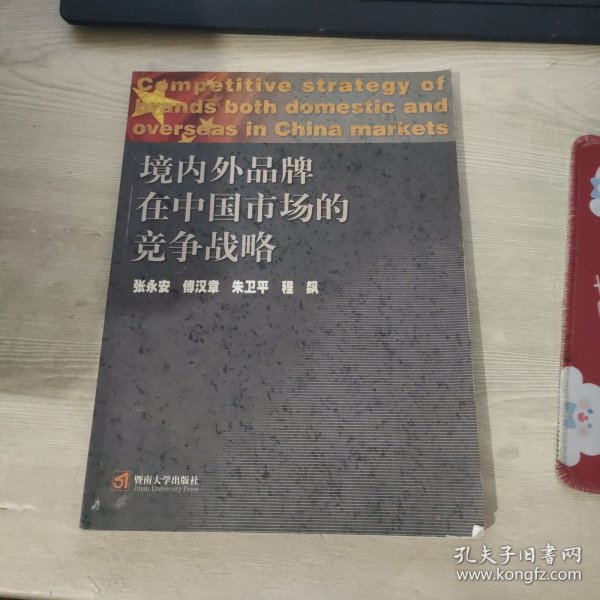 Competitive strategy of
brands both domestic and
overseas in China markets
境内外品牌
在中国市场的
竞争战略
张永安 傅汉章 朱卫平 程 飙
暨南大学出版社
Jinan University Press
孔夫子旧书网
www.kongfz.com